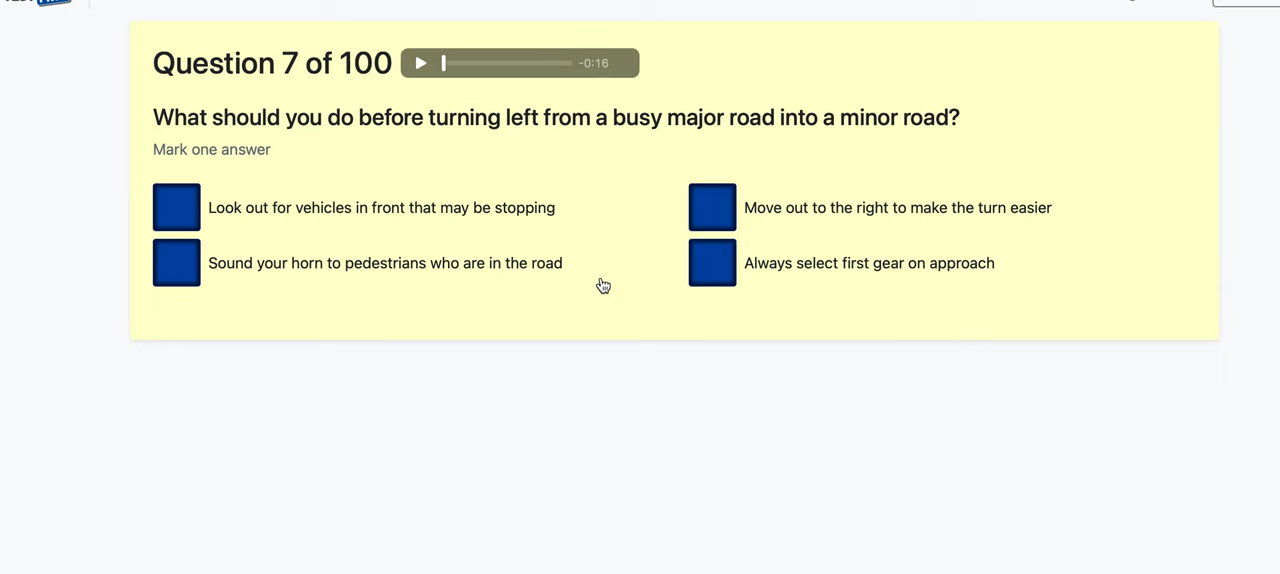 Question 7 of 100
-0:16
What should you do before turning left from a busy major road into a minor road?
Mark one answer
Look out for vehicles in front that may be stopping
Move out to the right to make the turn easier
Sound your horn to pedestrians who are in the road
Always select first gear on approach